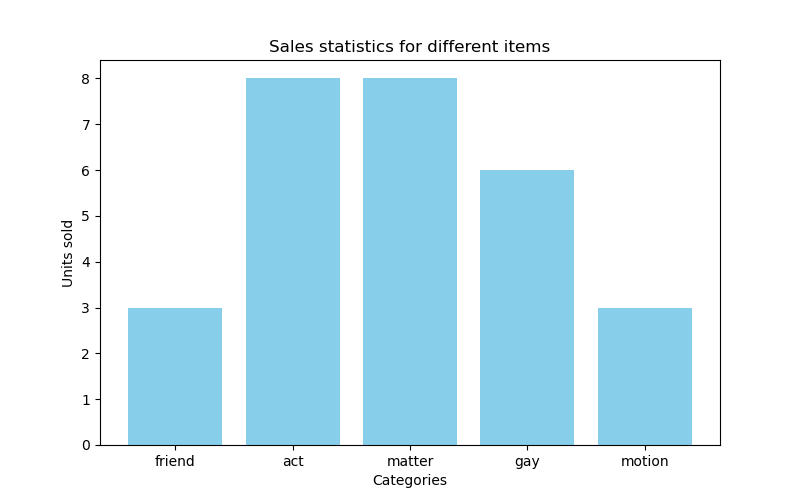 Sales statistics for different items
Units sold
8
7
6
5
4
3
2
1
0
friend act matter gay motion
Categories